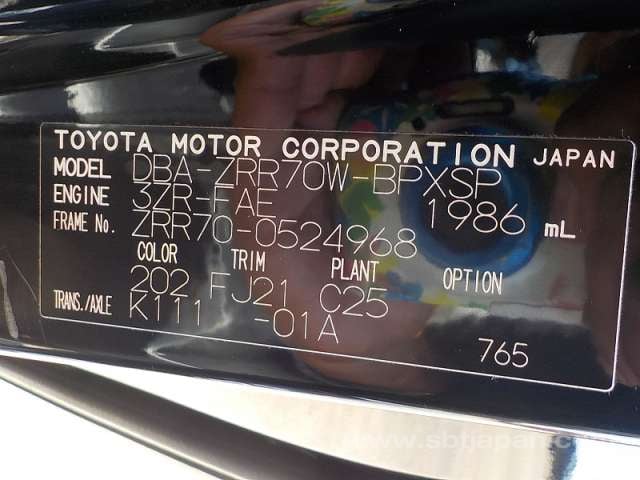 TOYOTA MOTOR CORPORATION JAPAN
MODEL DBA-ZRR70W-BPXSP
ENGINE 3ZR-FAE 1986 mL
FRAME No. ZRR70-0524968
COLOR TRIM PLANT OPTION
202 FJ21 C25
TRANS./AXLE K111 -01A
765
www.sbtjapan.com